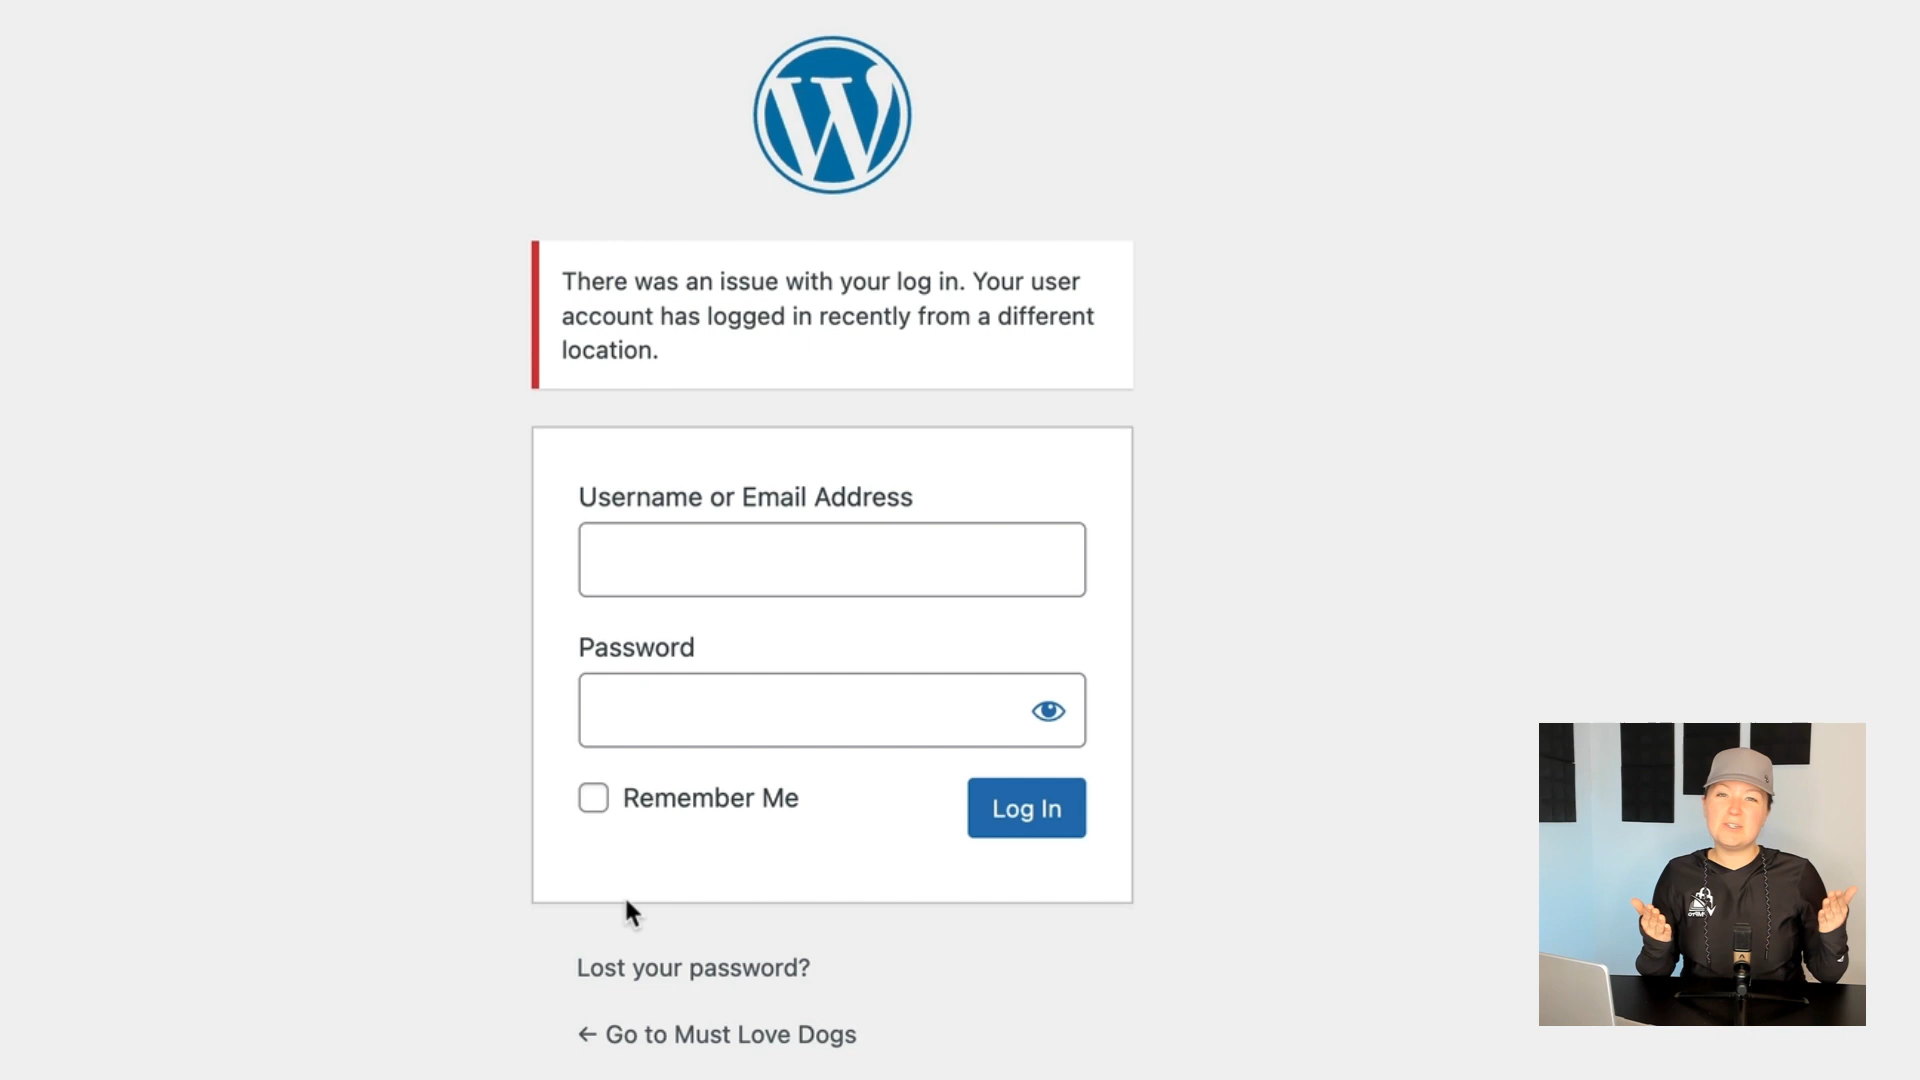 There was an issue with your log in. Your user
account has logged in recently from a different
location.
Username or Email Address
Password
Remember Me
Log In
Lost your password?
← Go to Must Love Dogs